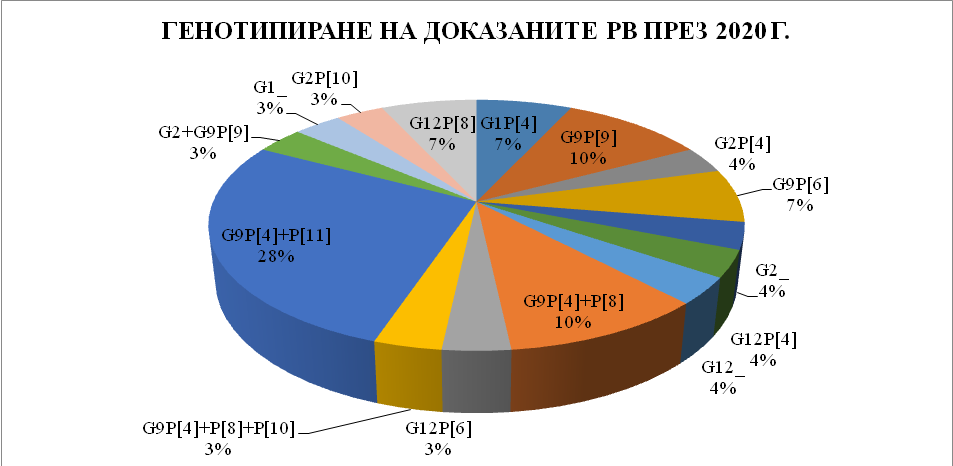 ГЕНОТИПИРАНЕ НА ДОКАЗАНИТЕ РВ ПРЕЗ 2020 Г.
G1P[4]
7%
G9P[9]
10%
G2P[4]
4%
G9P[6]
7%
G2_
4%
G12P[4]
4%
G12_
4%
G9P[4]+P[8]
10%
G12P[6]
3%
G9P[4]+P[8]+P[10]
3%
G9P[4]+P[11]
28%
G2+G9P[9]
3%
G1_
3%
G2P[10]
3%
G12P[8]
7%